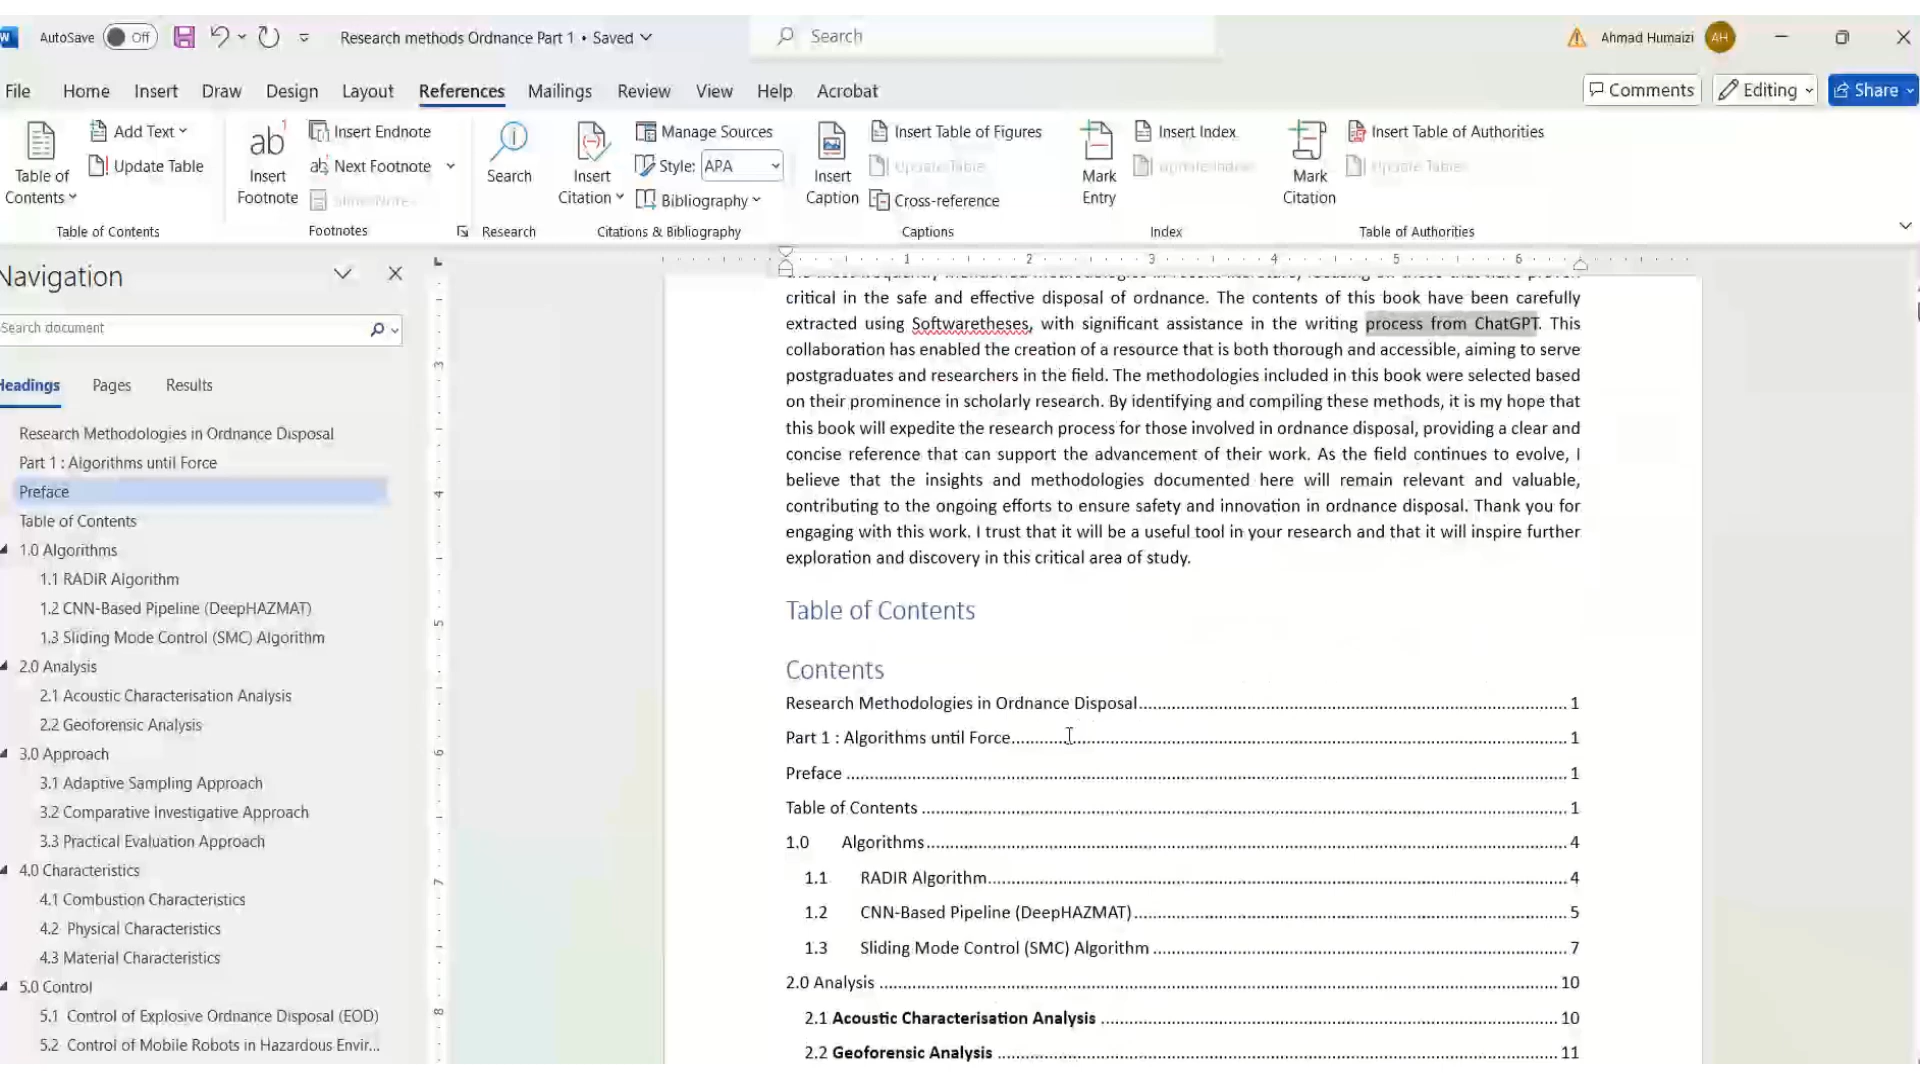 AutoSave Off Research methods Ordnance Part 1 • Saved Search Ahmad Humaizi AH
File Home Insert Draw Design Layout References Mailings Review View Help Acrobat Comments Editing Share
Table of Contents
Add Text
Update Table
Table of Contents
ab
Insert Footnote
Insert Endnote
Next Footnote
Footnotes
Search
Research
Insert Citation
Manage Sources
Style: APA
Bibliography
Citations & Bibliography
Insert Caption
Insert Table of Figures
Update Table
Cross-reference
Captions
Mark Entry
Insert Index
Update Index
Index
Mark Citation
Insert Table of Authorities
Update Table
Table of Authorities
Navigation
Search document
Headings Pages Results
Research Methodologies in Ordnance Disposal
Part 1 : Algorithms until Force
Preface
Table of Contents
1.0 Algorithms
1.1 RADIR Algorithm
1.2 CNN-Based Pipeline (DeepHAZMAT)
1.3 Sliding Mode Control (SMC) Algorithm
2.0 Analysis
2.1 Acoustic Characterisation Analysis
2.2 Geoforensic Analysis
3.0 Approach
3.1 Adaptive Sampling Approach
3.2 Comparative Investigative Approach
3.3 Practical Evaluation Approach
4.0 Characteristics
4.1 Combustion Characteristics
4.2 Physical Characteristics
4.3 Material Characteristics
5.0 Control
5.1 Control of Explosive Ordnance Disposal (EOD)
5.2 Control of Mobile Robots in Hazardous Envir...
1 2 3 4 5 6
3
4
5
6
7
8
critical in the safe and effective disposal of ordnance. The contents of this book have been carefully
extracted using Softwaretheses, with significant assistance in the writing process from ChatGPT. This
collaboration has enabled the creation of a resource that is both thorough and accessible, aiming to serve
postgraduates and researchers in the field. The methodologies included in this book were selected based
on their prominence in scholarly research. By identifying and compiling these methods, it is my hope that
this book will expedite the research process for those involved in ordnance disposal, providing a clear and
concise reference that can support the advancement of their work. As the field continues to evolve, I
believe that the insights and methodologies documented here will remain relevant and valuable,
contributing to the ongoing efforts to ensure safety and innovation in ordnance disposal. Thank you for
engaging with this work. I trust that it will be a useful tool in your research and that it will inspire further
exploration and discovery in this critical area of study.
Table of Contents
Contents
Research Methodologies in Ordnance Disposal 1
Part 1 : Algorithms until Force 1
Preface 1
Table of Contents 1
1.0 Algorithms 4
1.1 RADIR Algorithm 4
1.2 CNN-Based Pipeline (DeepHAZMAT) 5
1.3 Sliding Mode Control (SMC) Algorithm 7
2.0 Analysis 10
2.1 Acoustic Characterisation Analysis 10
2.2 Geoforensic Analysis 11